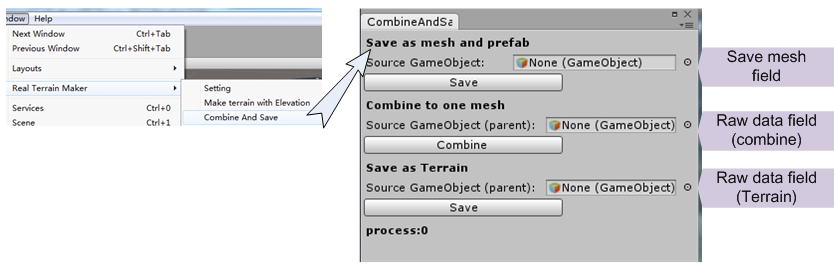 ndow Help
Next Window Ctrl+Tab
Previous Window Ctrl+Shift+Tab
Layouts
Real Terrain Maker
Services Ctrl+0
Scene Ctrl+1
Setting
Make terrain with Elevation
Combine And Save
CombineAndSa
Save as mesh and prefab
Source GameObject: None (GameObject)
Save
Combine to one mesh
Source GameObject (parent): None (GameObject)
Combine
Save as Terrain
Source GameObject (parent): None (GameObject)
Save
process:0
Save mesh
field
Raw data field
(combine)
Raw data field
(Terrain)